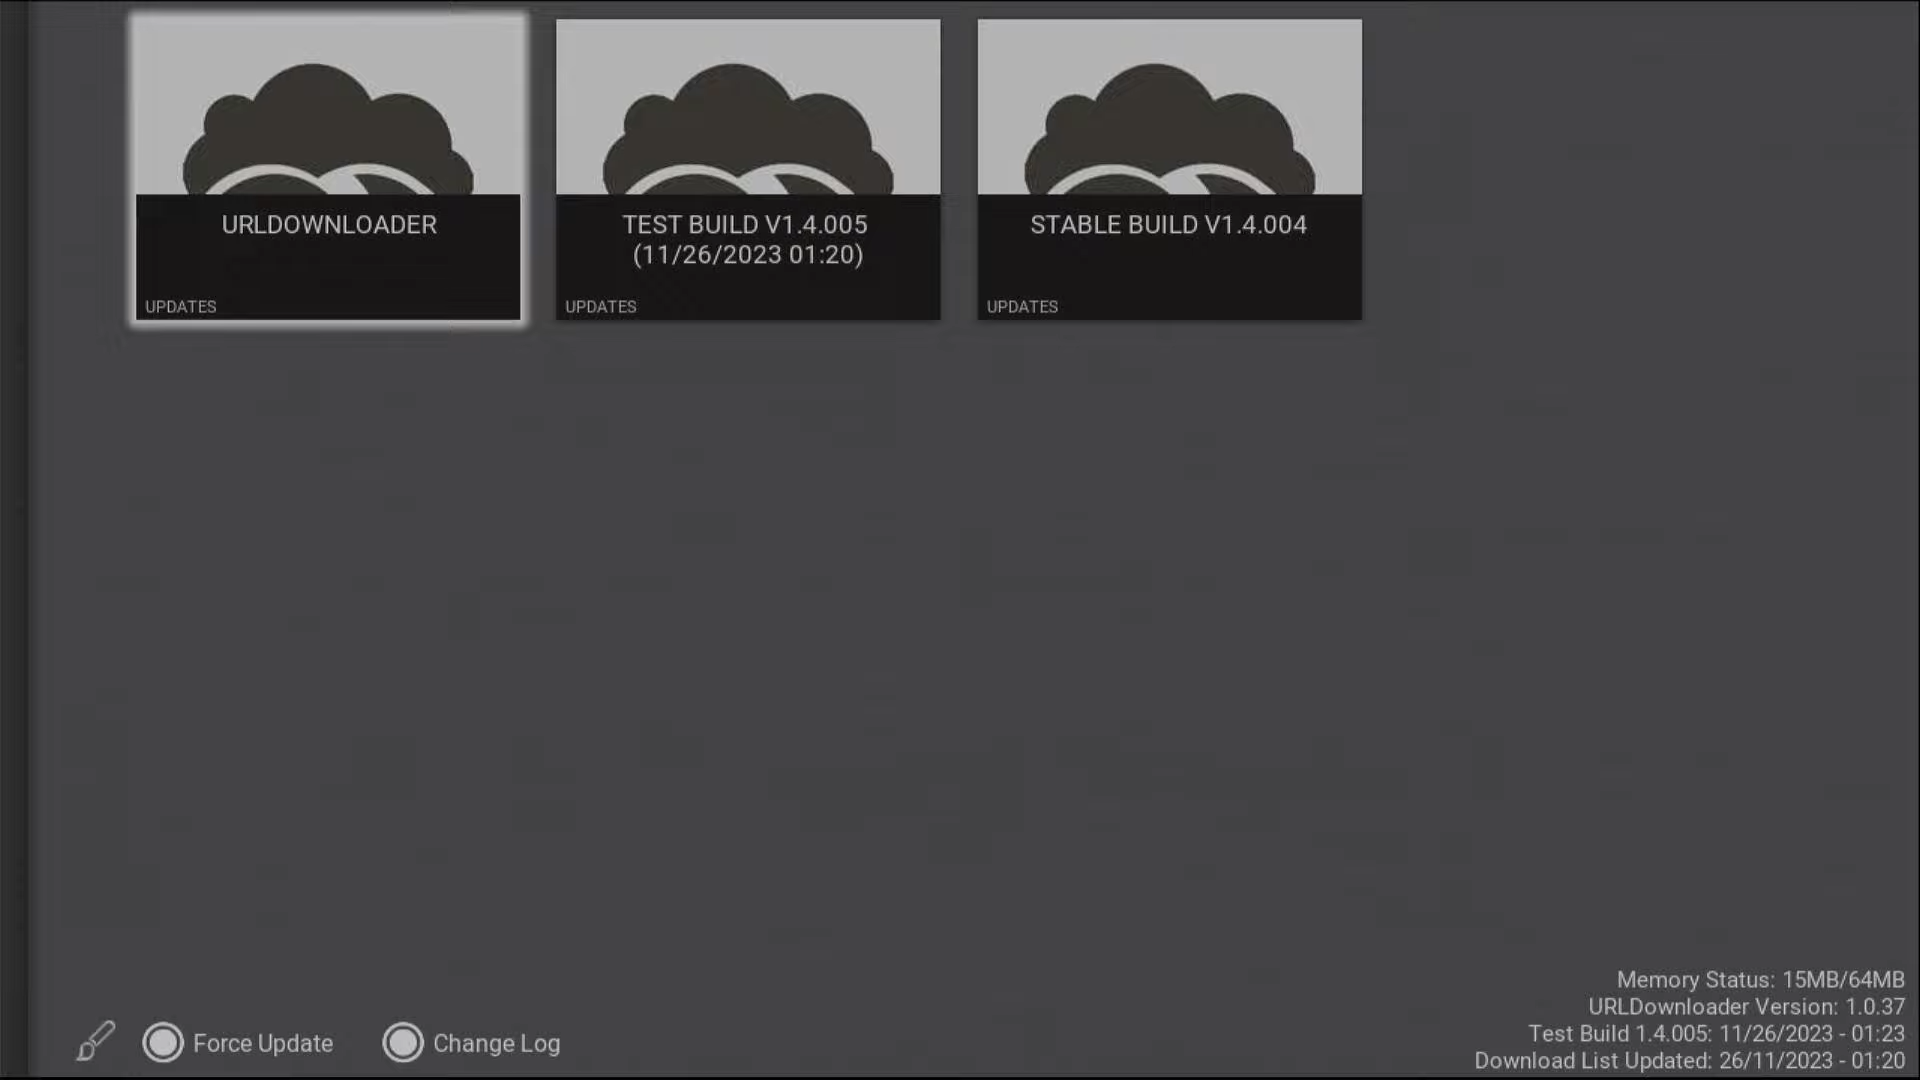 URLDOWNLOADER
UPDATES
TEST BUILD V1.4.005
(11/26/2023 01:20)
UPDATES
STABLE BUILD V1.4.004
UPDATES
Force Update
Change Log
Memory Status: 15MB/64MB
URLDownloader Version: 1.0.37
Test Build 1.4.005: 11/26/2023 - 01:23
Download List Updated: 26/11/2023 - 01:20